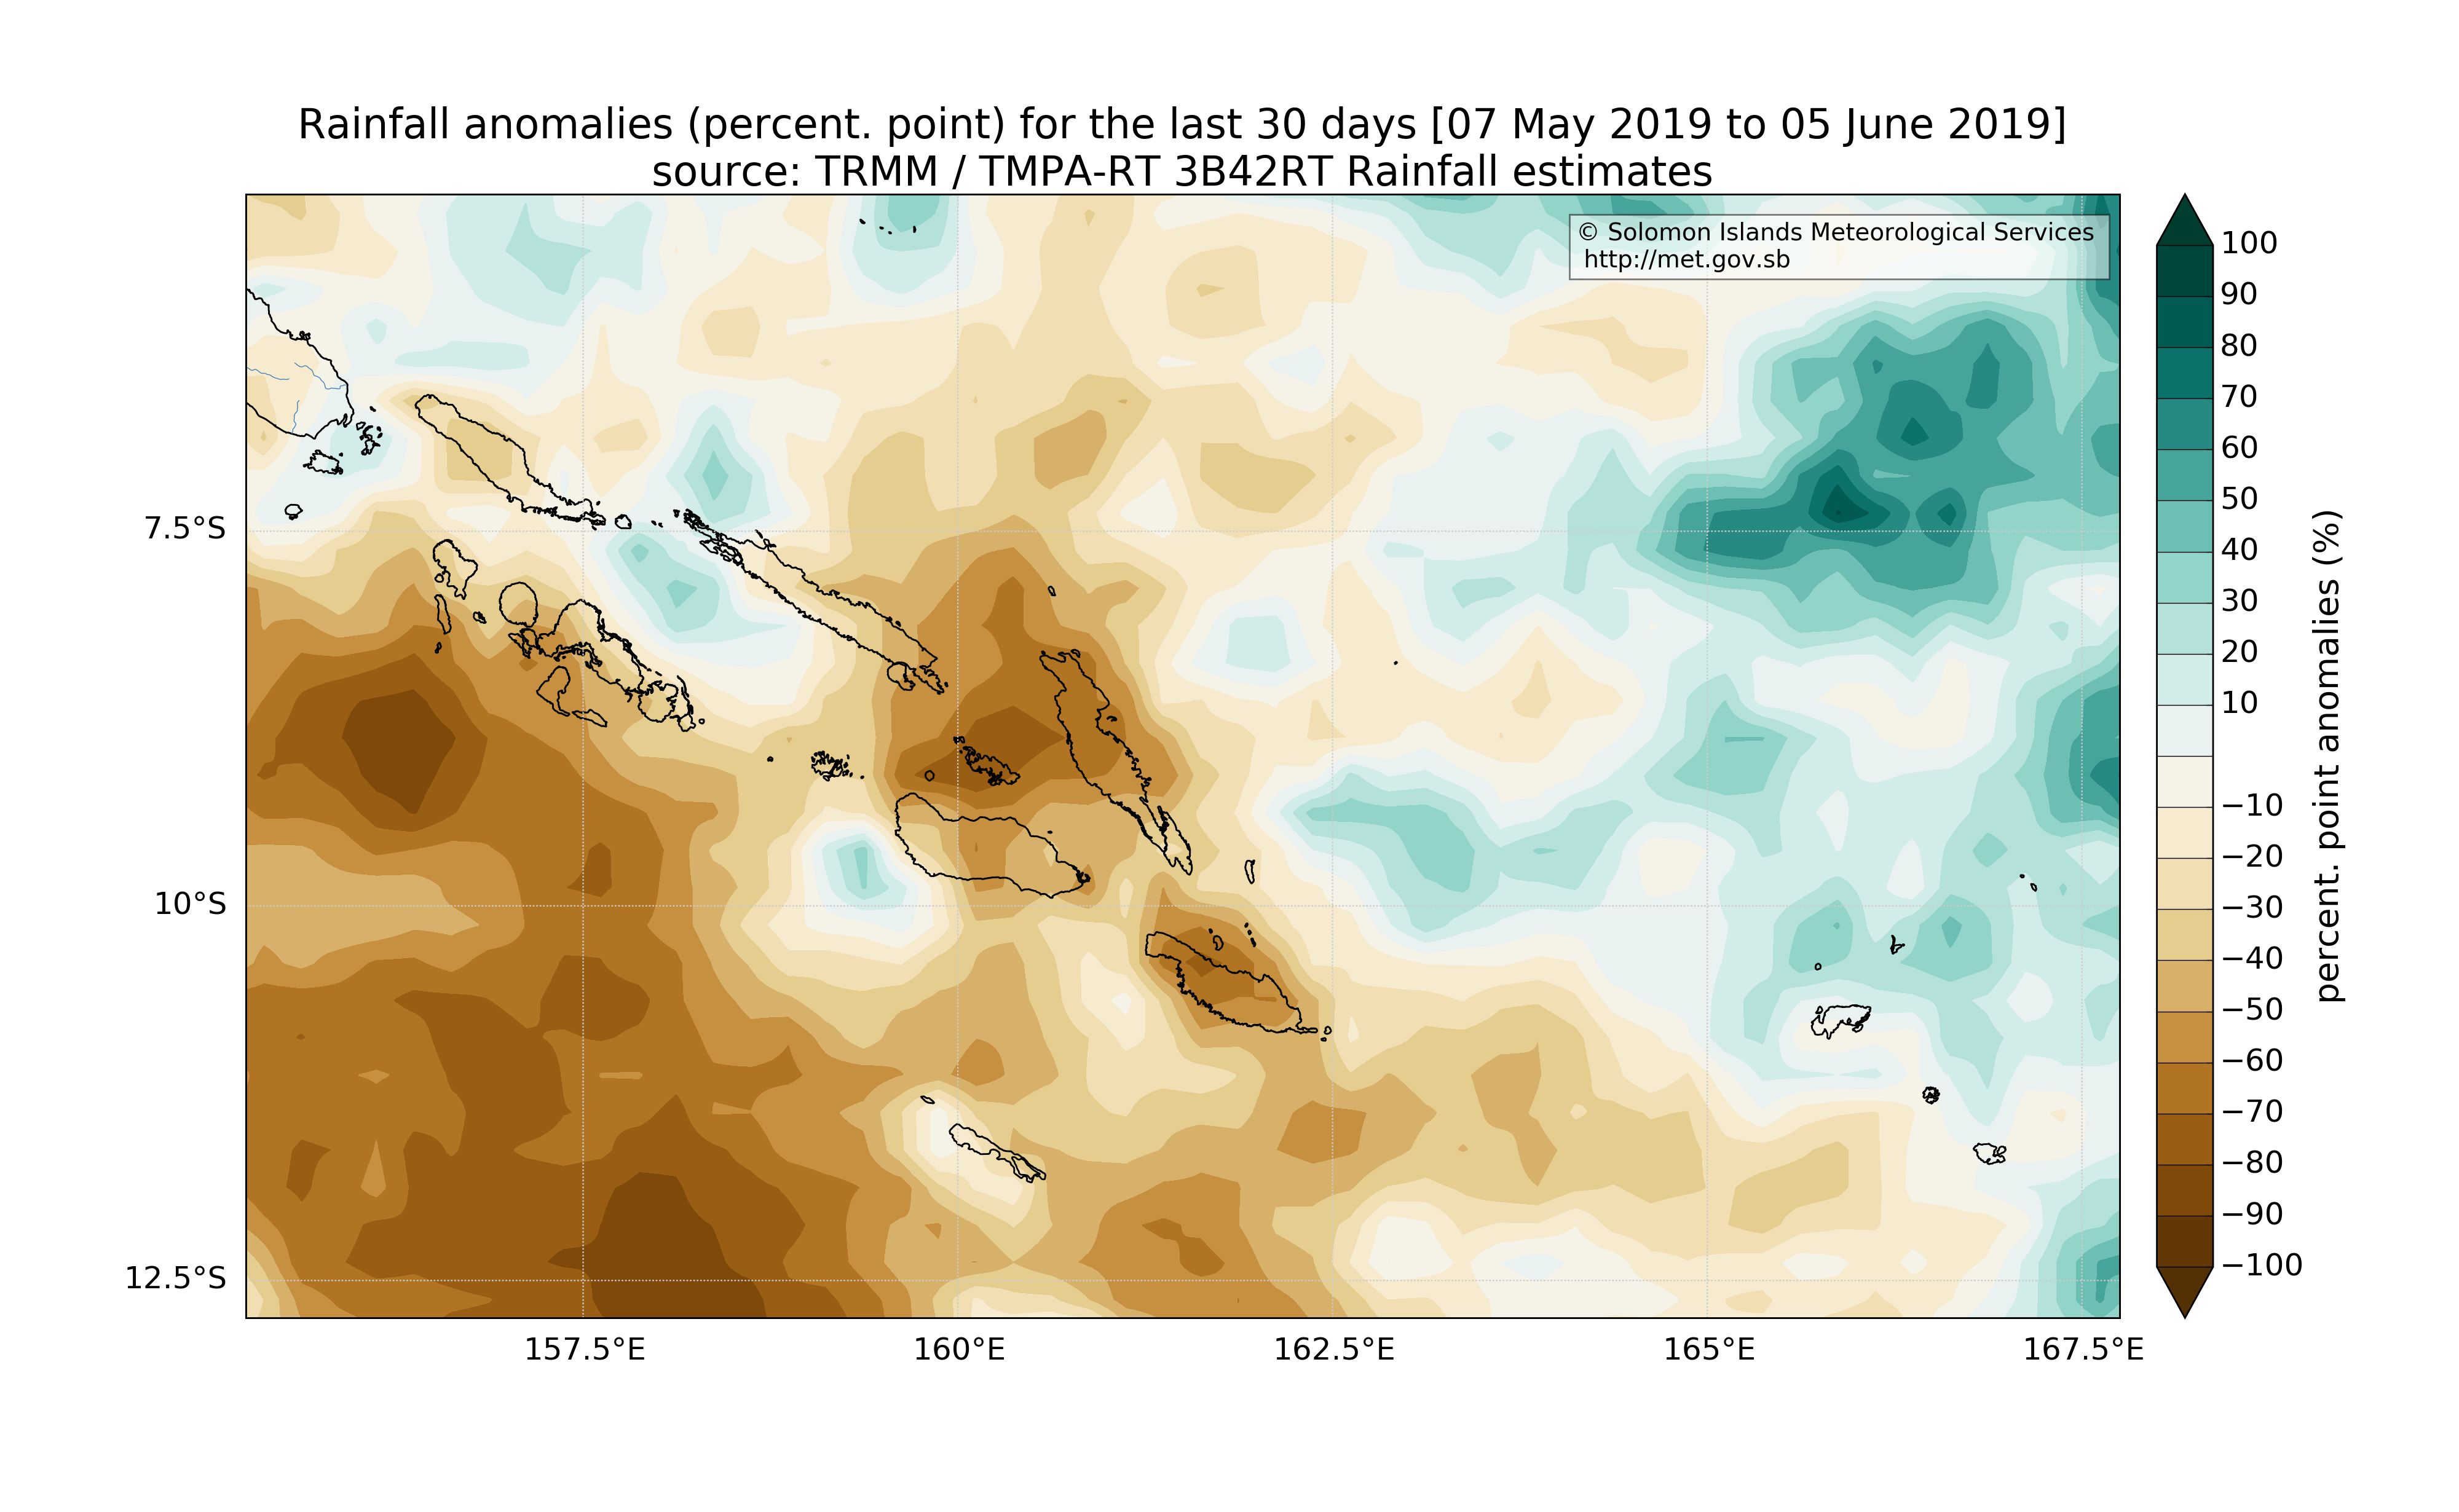 Rainfall anomalies (percent. point) for the last 30 days [07 May 2019 to 05 June 2019]
source: TRMM / TMPA-RT 3B42RT Rainfall estimates
© Solomon Islands Meteorological Services
http://met.gov.sb
7.5°S
10°S
12.5°S
157.5°E
160°E
162.5°E
165°E
167.5°E
100
90
80
70
60
50
40
30
20
10
−10
−20
−30
−40
−50
−60
−70
−80
−90
−100
percent. point anomalies (%)